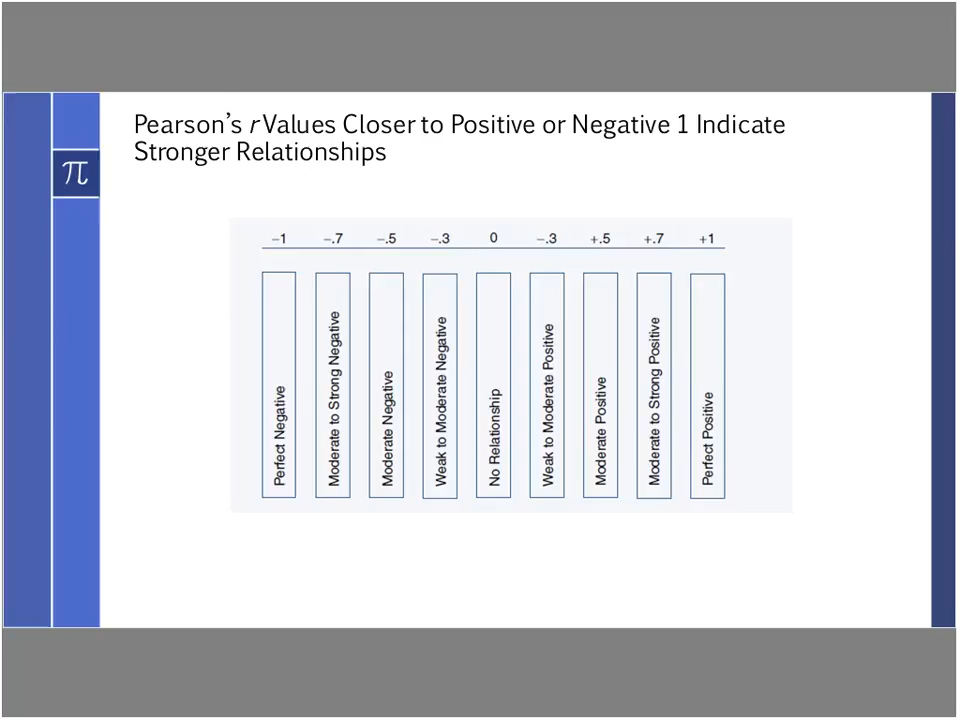 Pearson's r Values Closer to Positive or Negative 1 Indicate
Stronger Relationships
π
−1 −.7 −.5 −.3 0 −.3 +.5 +.7 +1
Perfect Negative
Moderate to Strong Negative
Moderate Negative
Weak to Moderate Negative
No Relationship
Weak to Moderate Positive
Moderate Positive
Moderate to Strong Positive
Perfect Positive